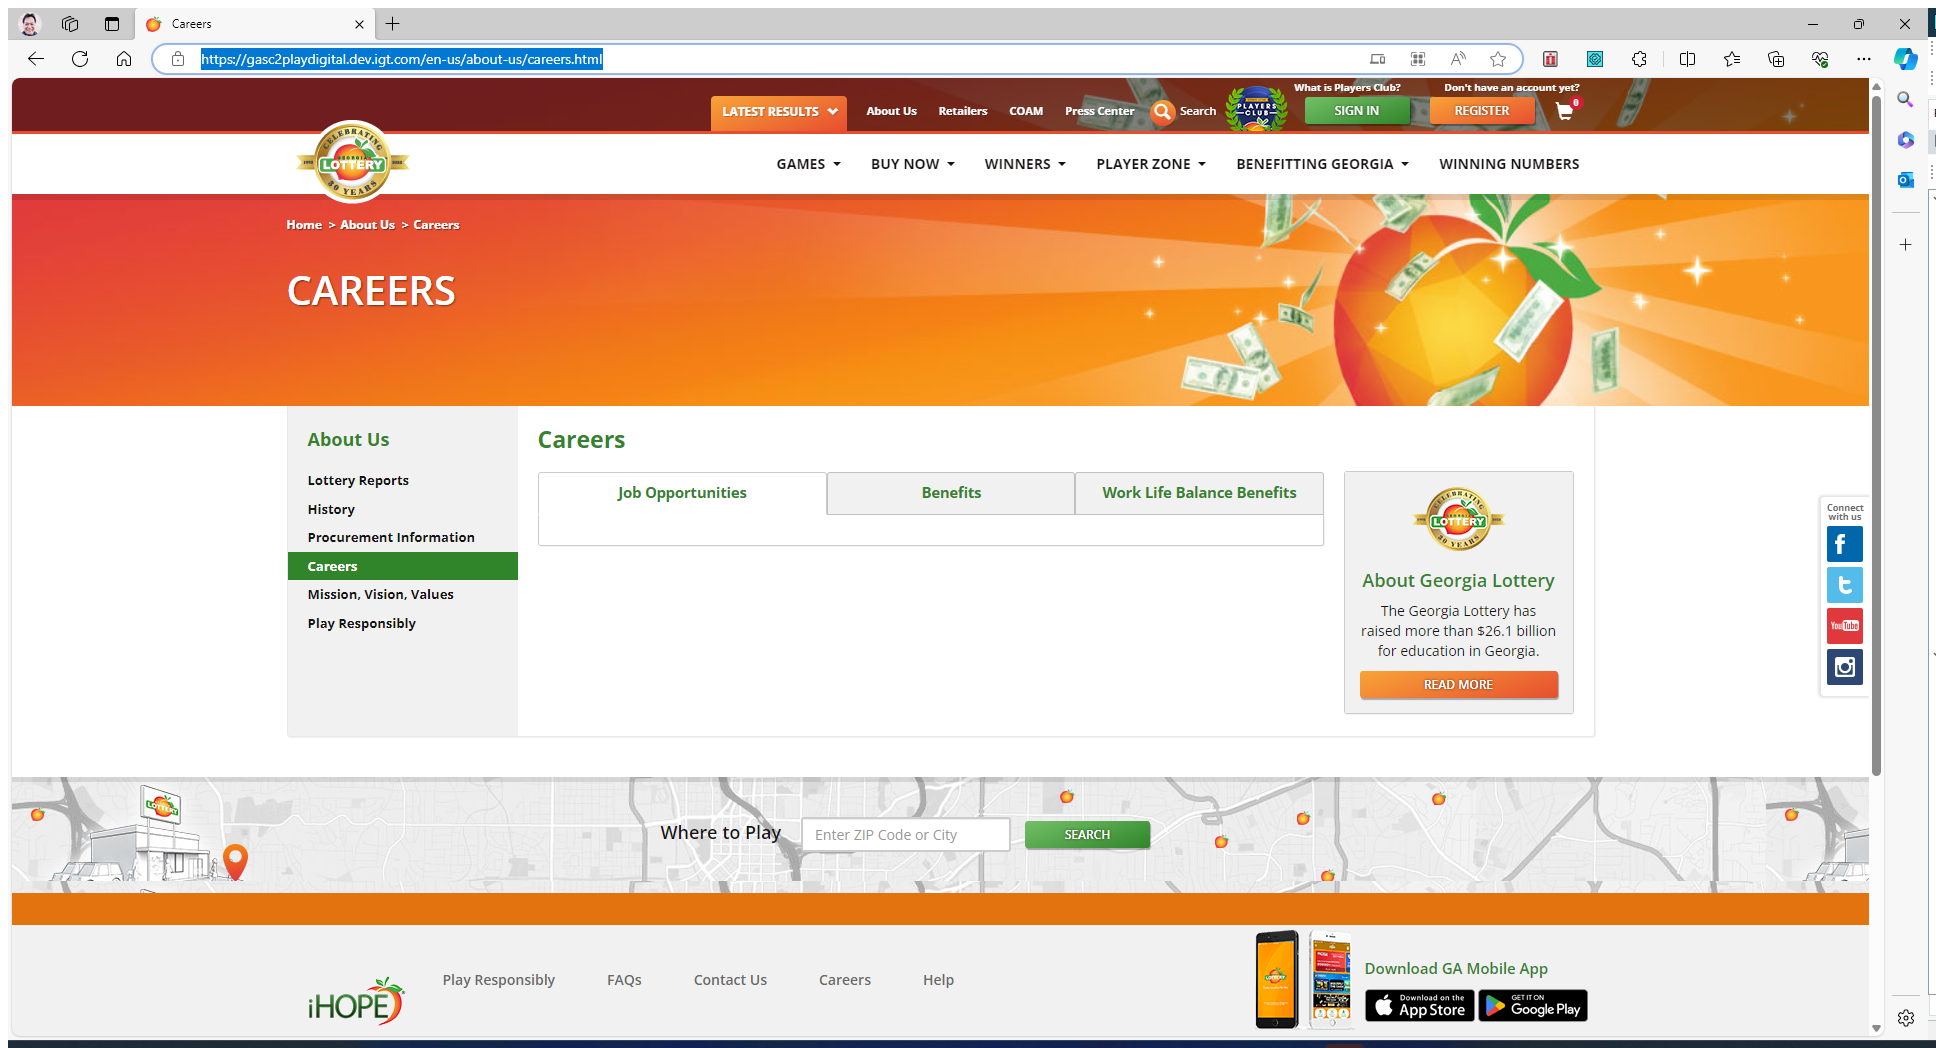 Careers
https://gasc2playdigital.dev.igt.com/en-us/about-us/careers.html
What is Players Club?
Don't have an account yet?
LATEST RESULTS
About Us
Retailers
COAM
Press Center
Search
PLAYERS
CLUB
SIGN IN
REGISTER
0
CELEBRATING
GEORGIA
LOTTERY
30 YEARS
GAMES
BUY NOW
WINNERS
PLAYER ZONE
BENEFITTING GEORGIA
WINNING NUMBERS
Home > About Us > Careers
CAREERS
About Us
Lottery Reports
History
Procurement Information
Careers
Mission, Vision, Values
Play Responsibly
Careers
Job Opportunities
Benefits
Work Life Balance Benefits
CELEBRATING
GEORGIA
LOTTERY
30 YEARS
About Georgia Lottery
The Georgia Lottery has
raised more than $26.1 billion
for education in Georgia.
READ MORE
Connect
with us
You Tube
LOTTERY
Where to Play
Enter ZIP Code or City
SEARCH
iHOPE
Play Responsibly
FAQs
Contact Us
Careers
Help
Download GA Mobile App
Download on the
App Store
GET IT ON
Google Play